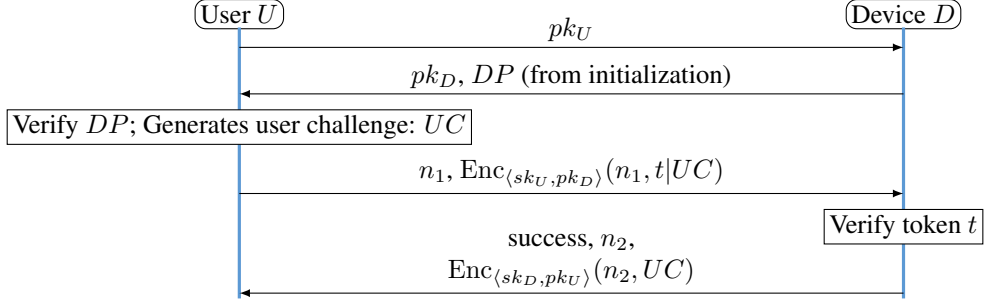 User U Device D
pk_U
pk_D, DP (from initialization)
Verify DP; Generates user challenge: UC
n_1, Enc_{⟨sk_U,pk_D⟩}(n_1, t|UC)
Verify token t
success, n_2,
Enc_{⟨sk_D,pk_U⟩}(n_2, UC)